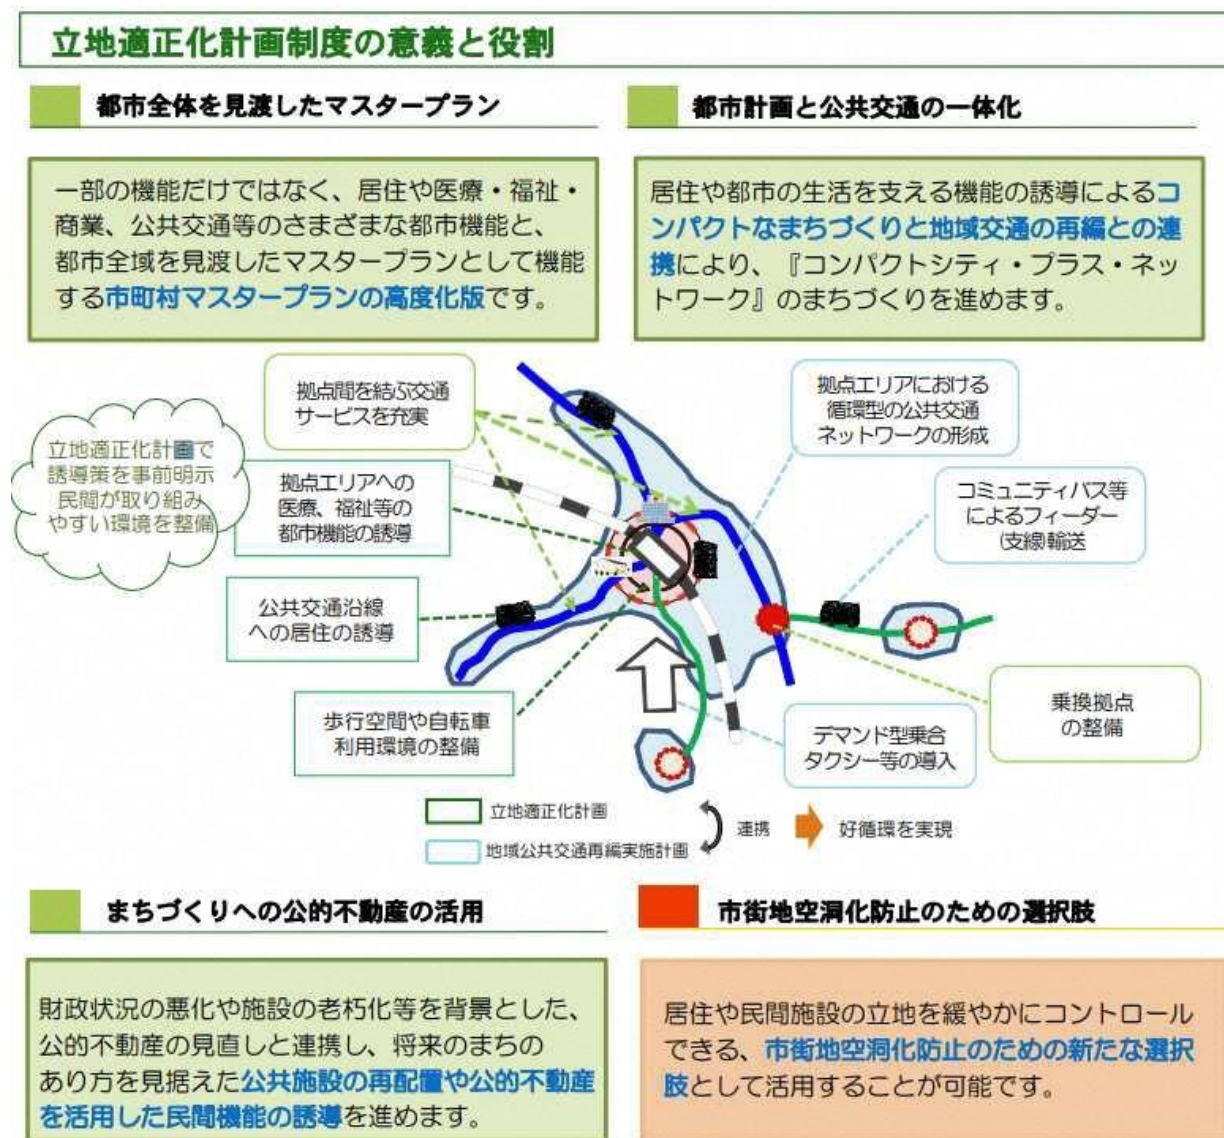 立地適正化計画制度の意義と役割
都市全体を見渡したマスタープラン
一部の機能だけではなく、居住や医療・福祉・
商業、公共交通等のさまざまな都市機能と、
都市全域を見渡したマスタープランとして機能
する市町村マスタープランの高度化版です。
都市計画と公共交通の一体化
居住や都市の生活を支える機能の誘導によるコ
ンパクトなまちづくりと地域交通の再編との連
携により、『コンパクトシティ・プラス・ネッ
トワーク』のまちづくりを進めます。
立地適正化計画で
誘導策を事前明示
民間が取り組み
やすい環境を整備
拠点間を結ぶ交通
サービスを充実
拠点エリアへの
医療、福祉等の
都市機能の誘導
公共交通沿線
への居住の誘導
歩行空間や自転車
利用環境の整備
拠点エリアにおける
循環型の公共交通
ネットワークの形成
コミュニティバス等
によるフィーダー
(支線)輸送
乗換拠点
の整備
デマンド型乗合
タクシー等の導入
立地適正化計画
地域公共交通再編実施計画
連携
好循環を実現
まちづくりへの公的不動産の活用
財政状況の悪化や施設の老朽化等を背景とした、
公的不動産の見直しと連携し、将来のまちの
あり方を見据えた公共施設の再配置や公的不動産
を活用した民間機能の誘導を進めます。
市街地空洞化防止のための選択肢
居住や民間施設の立地を緩やかにコントロール
できる、市街地空洞化防止のための新たな選択
肢として活用することが可能です。